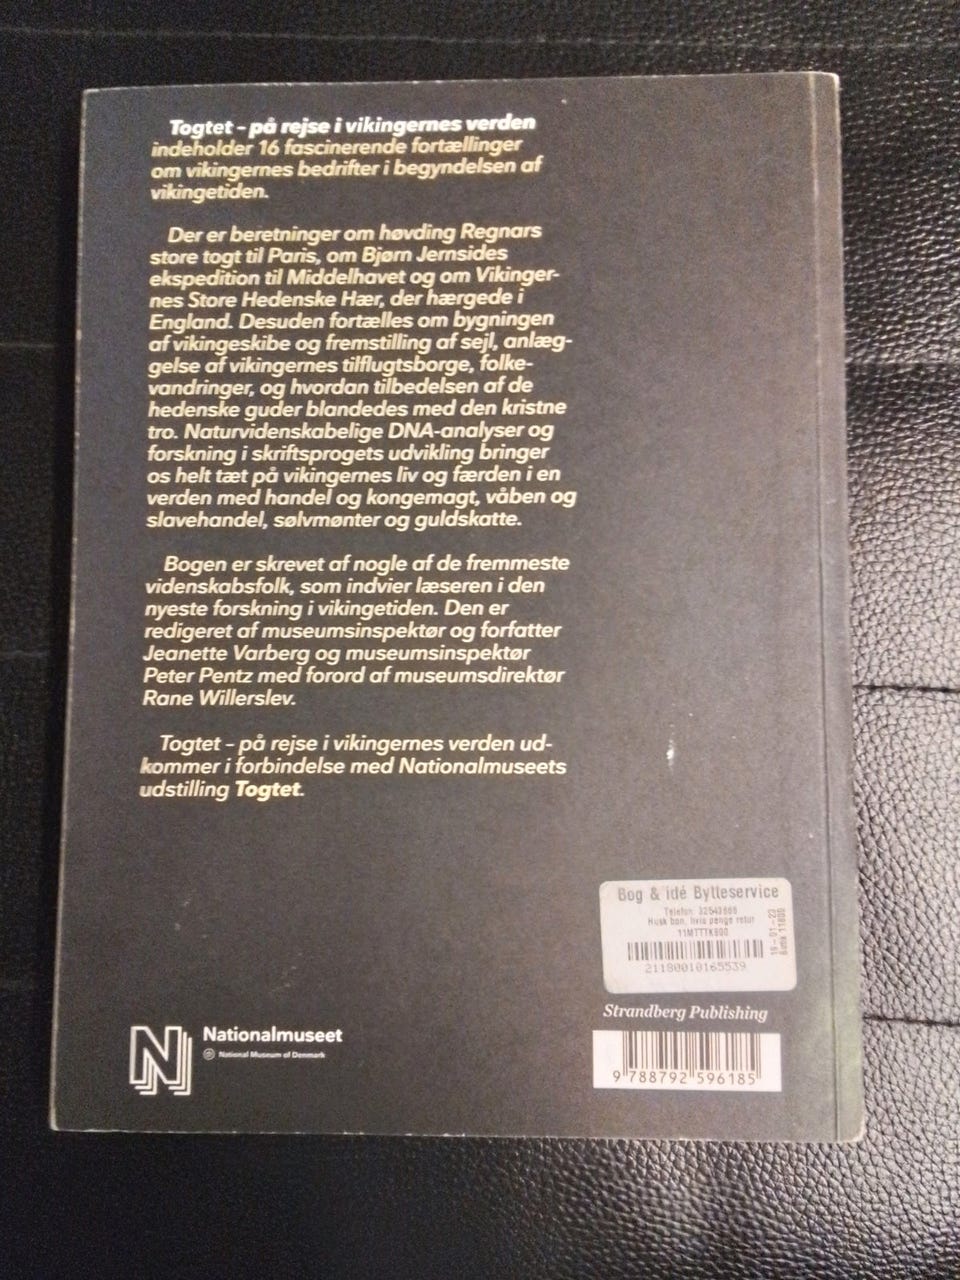 Togtet – på rejse i vikingernes verden
indeholder 16 fascinerende fortællinger
om vikingernes bedrifter i begyndelsen af
vikingetiden.
Der er beretninger om høvding Regnars
store togt til Paris, om Bjørn Jernsides
ekspedition til Middelhavet og om Vikinger-
nes Store Hedenske Hær, der hærgede i
England. Desuden fortælles om bygningen
af vikingeskibe og fremstilling af sejl, anlæg-
gelse af vikingernes tilflugtsborge, folke-
vandringer, og hvordan tilbedelsen af de
hedenske guder blandedes med den kristne
tro. Naturvidenskabelige DNA-analyser og
forskning i skriftsprogets udvikling bringer
os helt tæt på vikingernes liv og færden i en
verden med handel og kongemagt, våben og
slavehandel, sølvmønter og guldskatte.
Bogen er skrevet af nogle af de fremmeste
videnskabsfolk, som indvier læseren i den
nyeste forskning i vikingetiden. Den er
redigeret af museumsinspektør og forfatter
Jeanette Varberg og museumsinspektør
Peter Pentz med forord af museumsdirektør
Rane Willerslev.
Togtet – på rejse i vikingernes verden ud-
kommer i forbindelse med Nationalmuseets
udstilling Togtet.
Bog & idé Bytteservice
Telefon:
Husk bon, hvis penge retur
11MTTTK800
21180010165539
Strandberg Publishing
9 788792 596185
N
Nationalmuseet
National Museum of Denmark